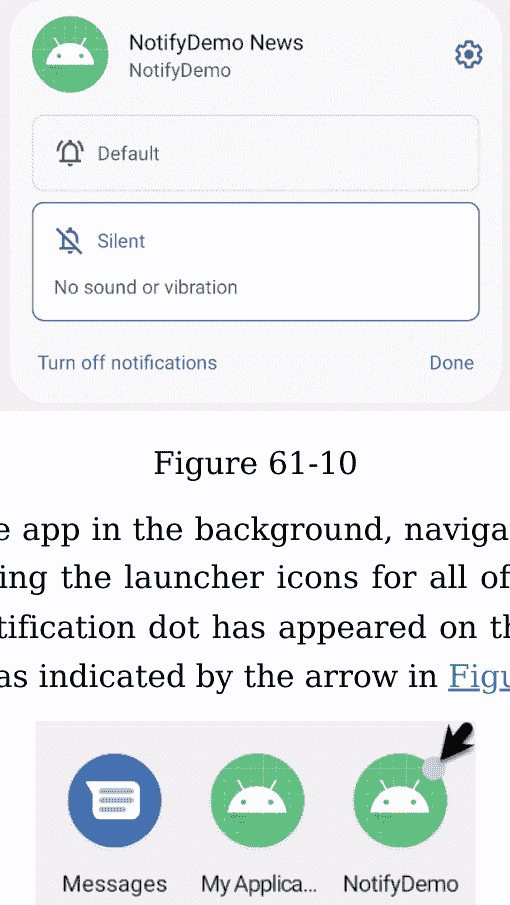 NotifyDemo News
NotifyDemo
Default
Silent
No sound or vibration
Turn off notifications Done
Figure 61-10
e app in the background, naviga
ing the launcher icons for all of
tification dot has appeared on th
as indicated by the arrow in Figu
Messages My Applica... NotifyDemo